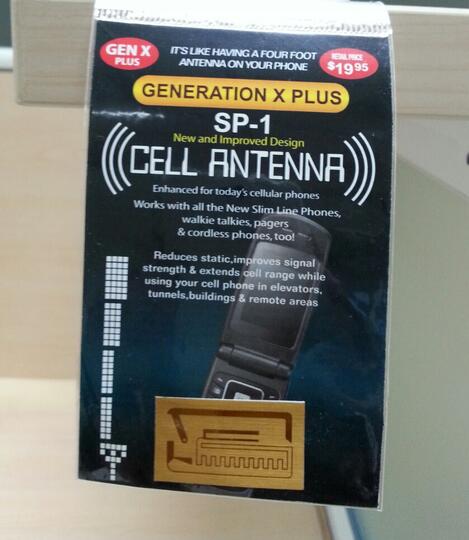 GEN X
PLUS
IT'S LIKE HAVING A FOUR FOOT
ANTENNA ON YOUR PHONE
RETAIL PRICE
$19.95
GENERATION X PLUS
SP-1
New and Improved Design
CELL ANTENNA
Enhanced for today's cellular phones
Works with all the New Slim Line Phones,
walkie talkies, pagers
& cordless phones, too!
Reduces static,improves signal
strength & extends cell range while
using your cell phone in elevators,
tunnels,buildings & remote areas